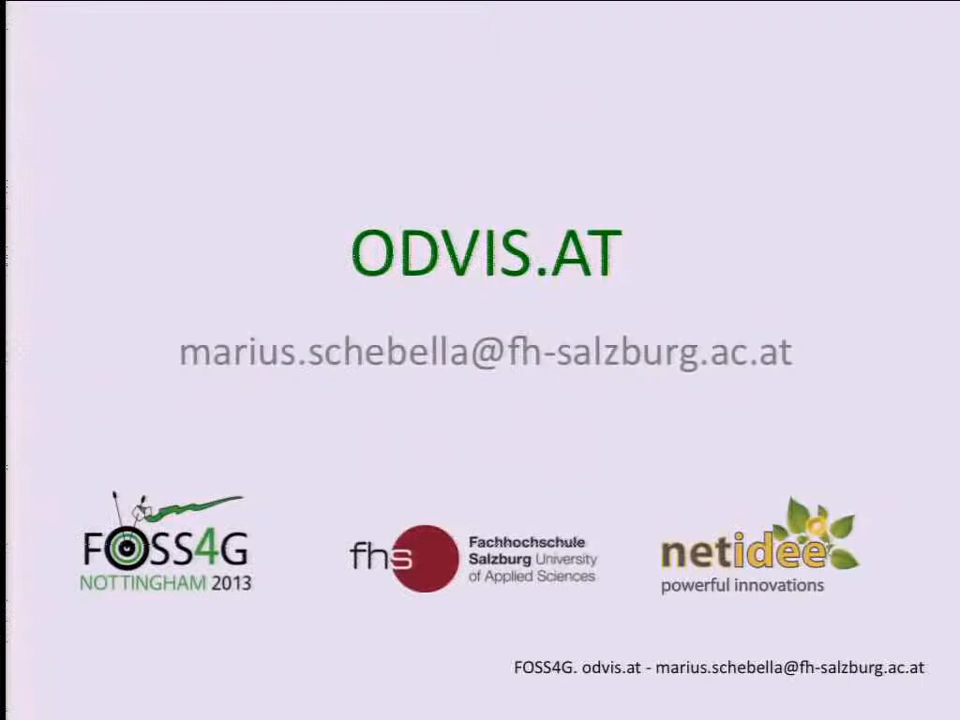 ODVIS.AT
marius.schebella@fh-salzburg.ac.at
FOSS4G
NOTTINGHAM 2013
fhs
Fachhochschule
Salzburg University
of Applied Sciences
netidee
powerful innovations
FOSS4G. odvis.at - marius.schebella@fh-salzburg.ac.at